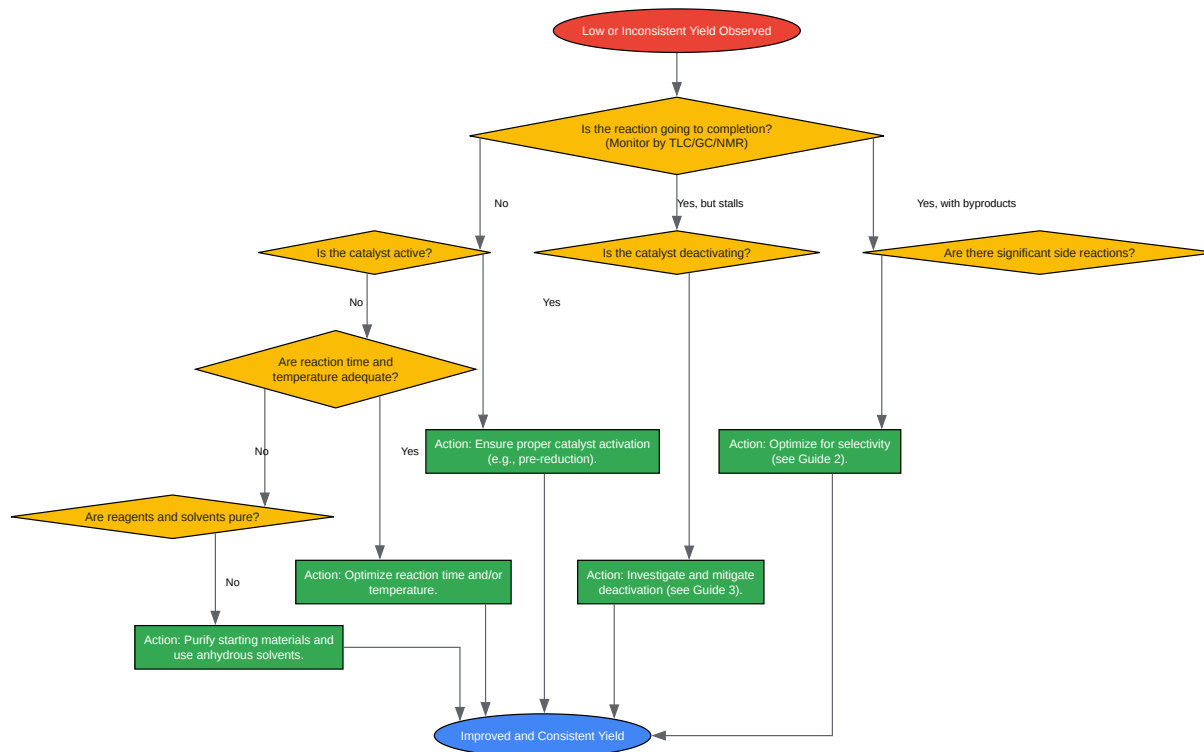 Low or Inconsistent Yield Observed
Is the reaction going to completion?
(Monitor by TLC/GC/NMR)
No
Yes, but stalls
Yes, with byproducts
Is the catalyst active?
Is the catalyst deactivating?
Are there significant side reactions?
No
Yes
Are reaction time and
temperature adequate?
No
Yes
Action: Ensure proper catalyst activation
(e.g., pre-reduction).
Action: Optimize for selectivity
(see Guide 2).
Are reagents and solvents pure?
No
Action: Optimize reaction time and/or
temperature.
Action: Investigate and mitigate
deactivation (see Guide 3).
Action: Purify starting materials and
use anhydrous solvents.
Improved and Consistent Yield